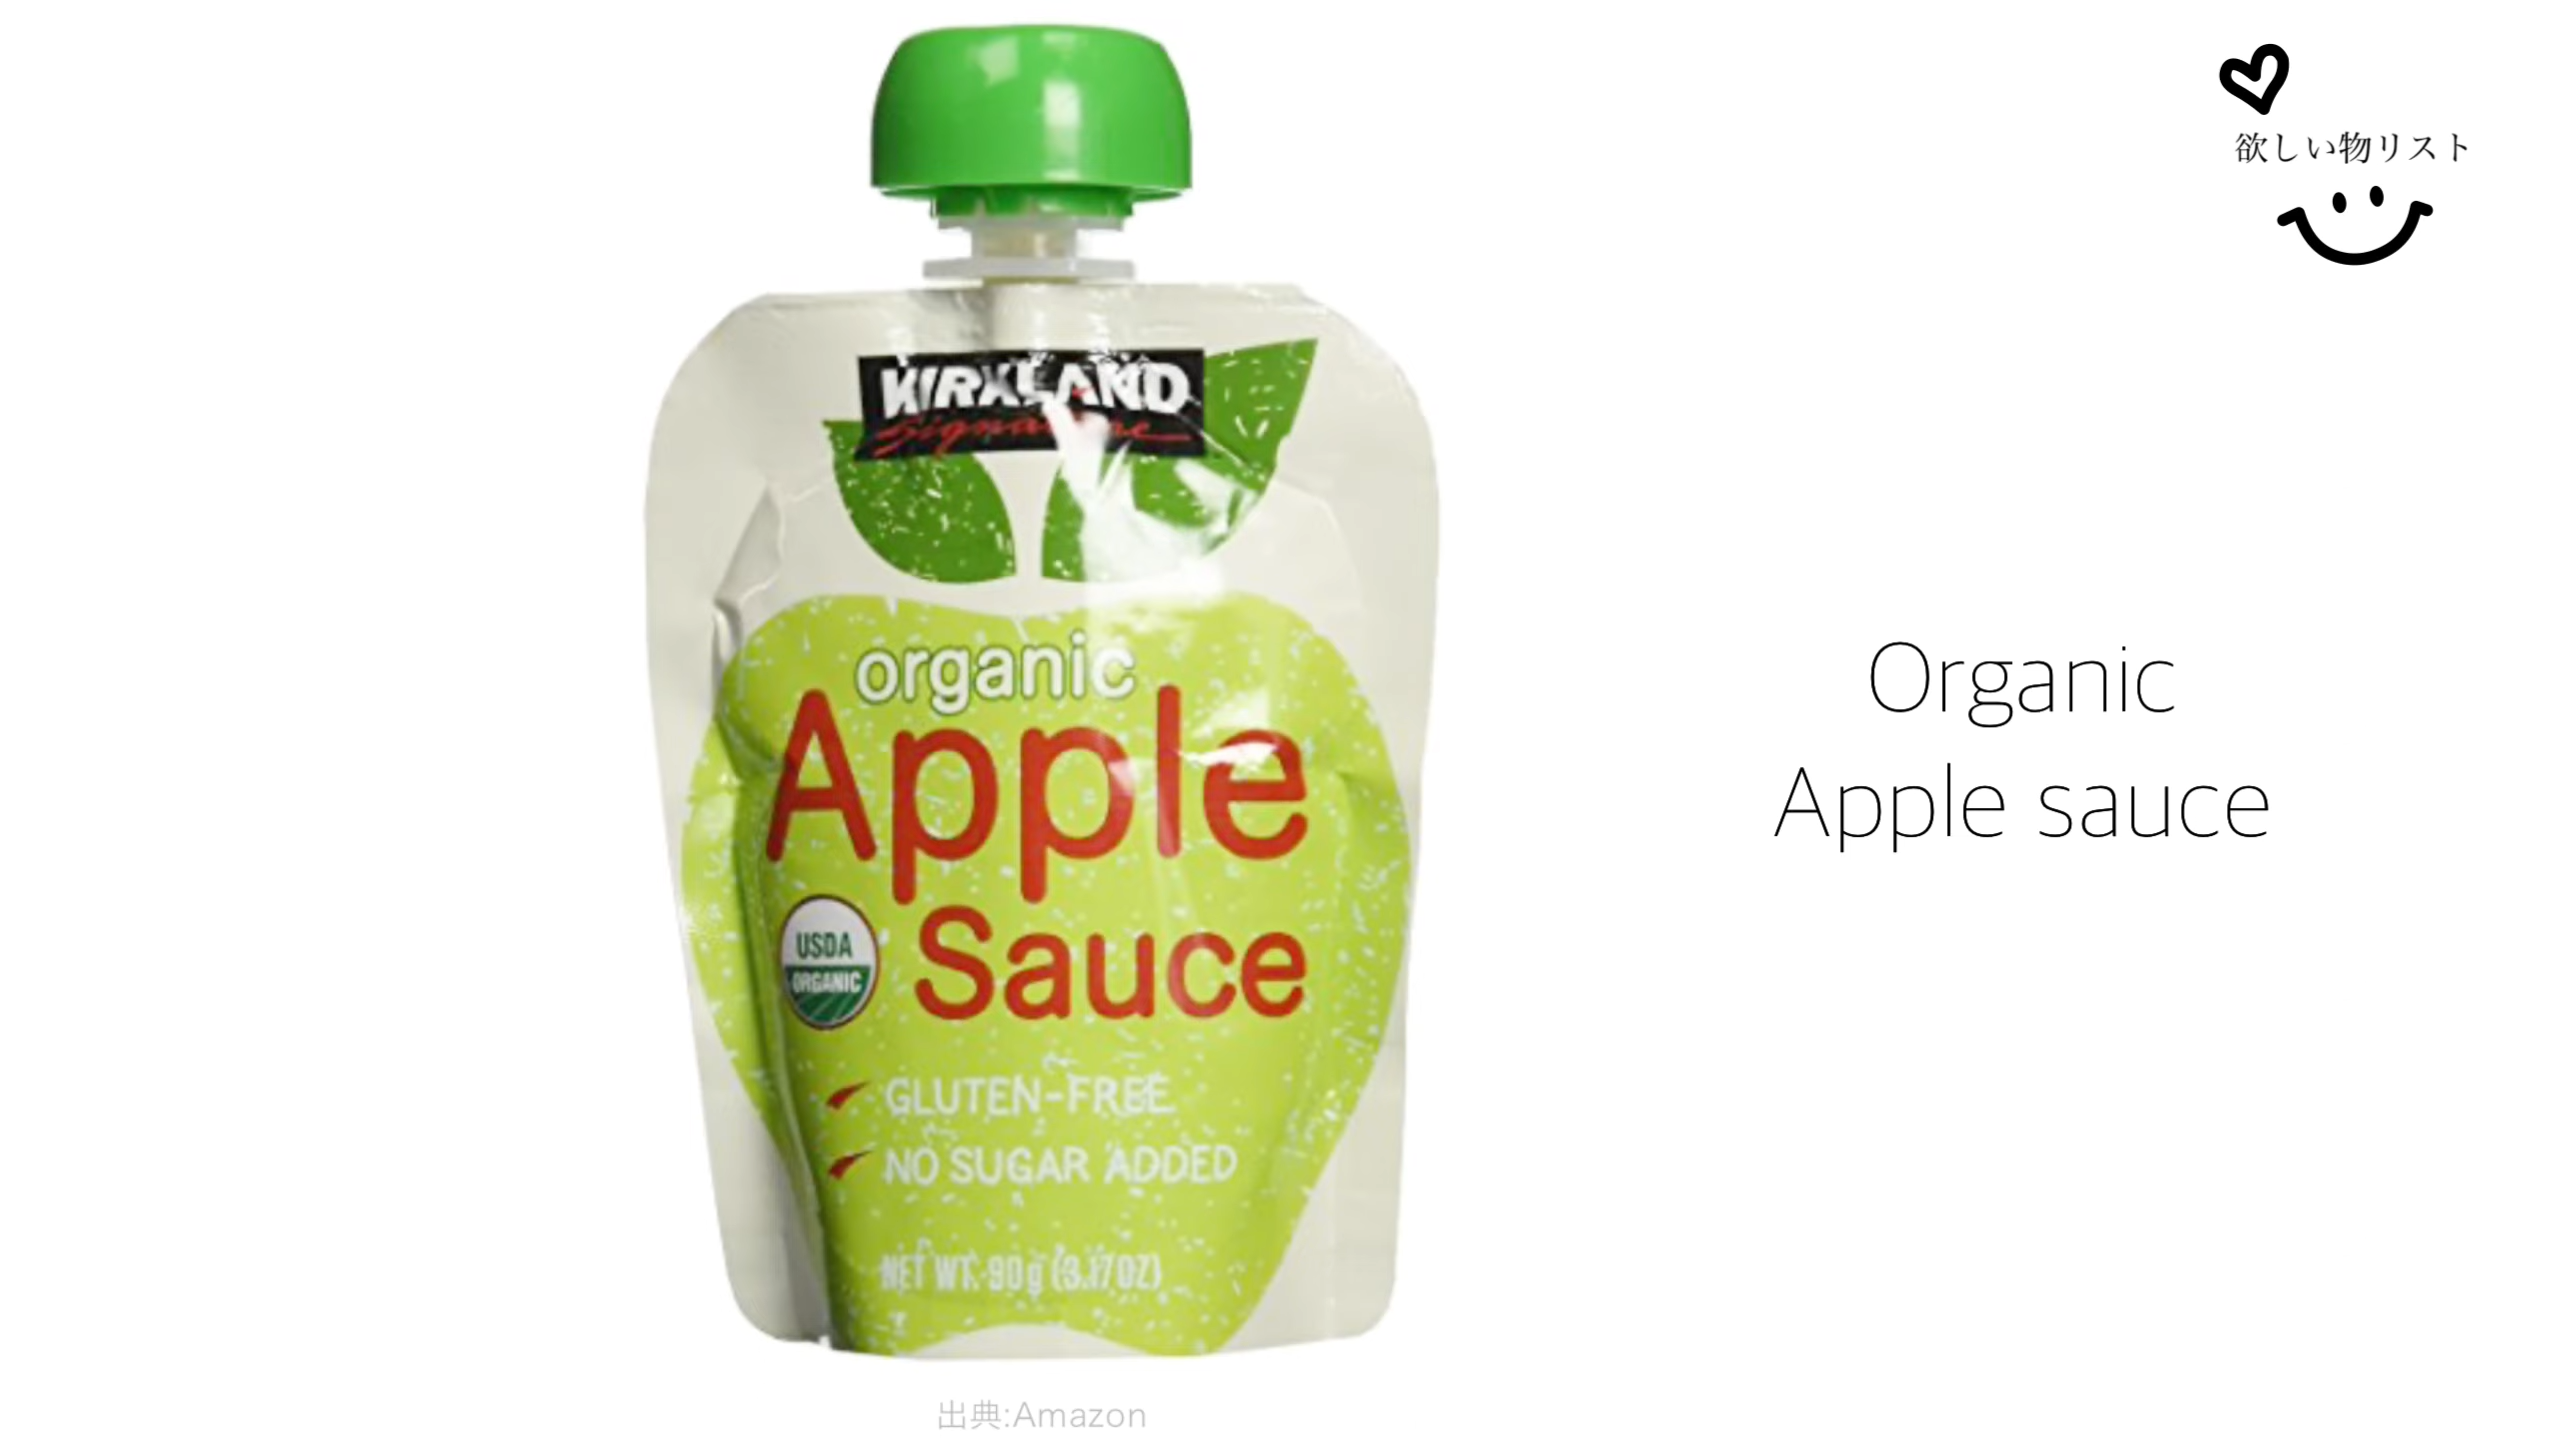 欲しい物リスト
KIRKLAND
Signature
organic
Apple
Sauce
USDA
ORGANIC
GLUTEN-FREE
NO SUGAR ADDED
NET WT. 90g (3.17OZ)
Organic
Apple sauce
出典:Amazon